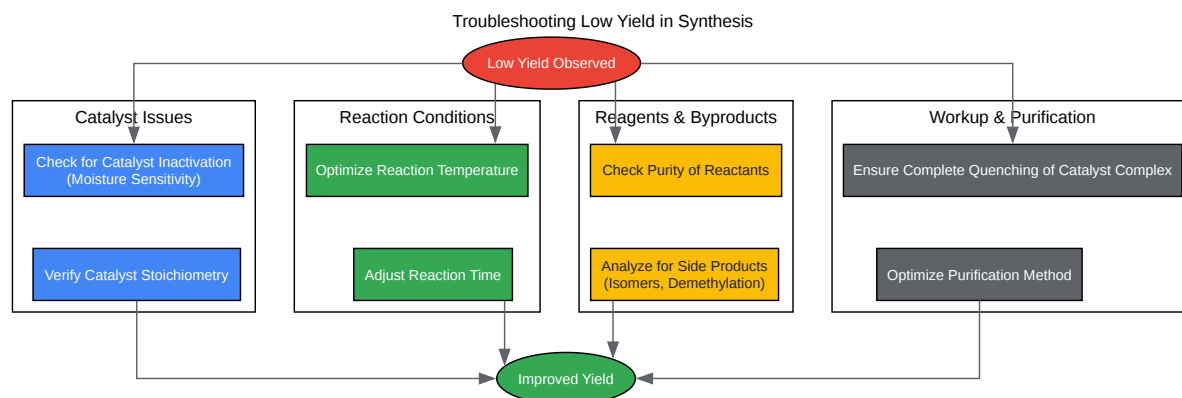 Troubleshooting Low Yield in Synthesis
Low Yield Observed
Catalyst Issues
Reaction Conditions
Reagents & Byproducts
Workup & Purification
Check for Catalyst Inactivation
(Moisture Sensitivity)
Optimize Reaction Temperature
Check Purity of Reactants
Ensure Complete Quenching of Catalyst Complex
Verify Catalyst Stoichiometry
Adjust Reaction Time
Analyze for Side Products
(Isomers, Demethylation)
Optimize Purification Method
Improved Yield